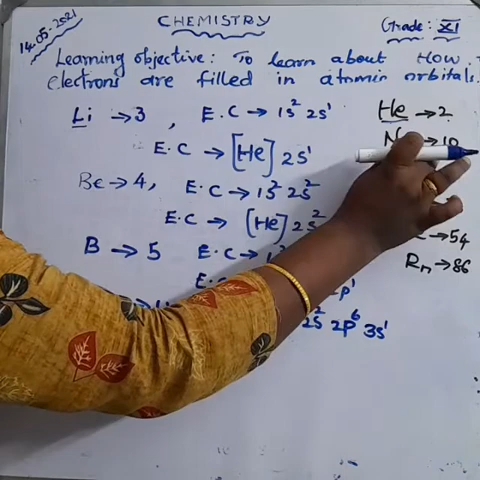 CHEMISTRY
Grade: XI
14.05.2021
Learning objective: To learn about How
electrons are filled in atomic orbitals.
Li → 3, E.C → 1s² 2s¹
He → 2
E.C → [He] 2s¹
→ 10
Be → 4, E.C → 1s² 2s²
E.C → [He] 2s²
→ 54
B → 5 E.C →
Rn → 86
2s² 2p⁶ 3s¹